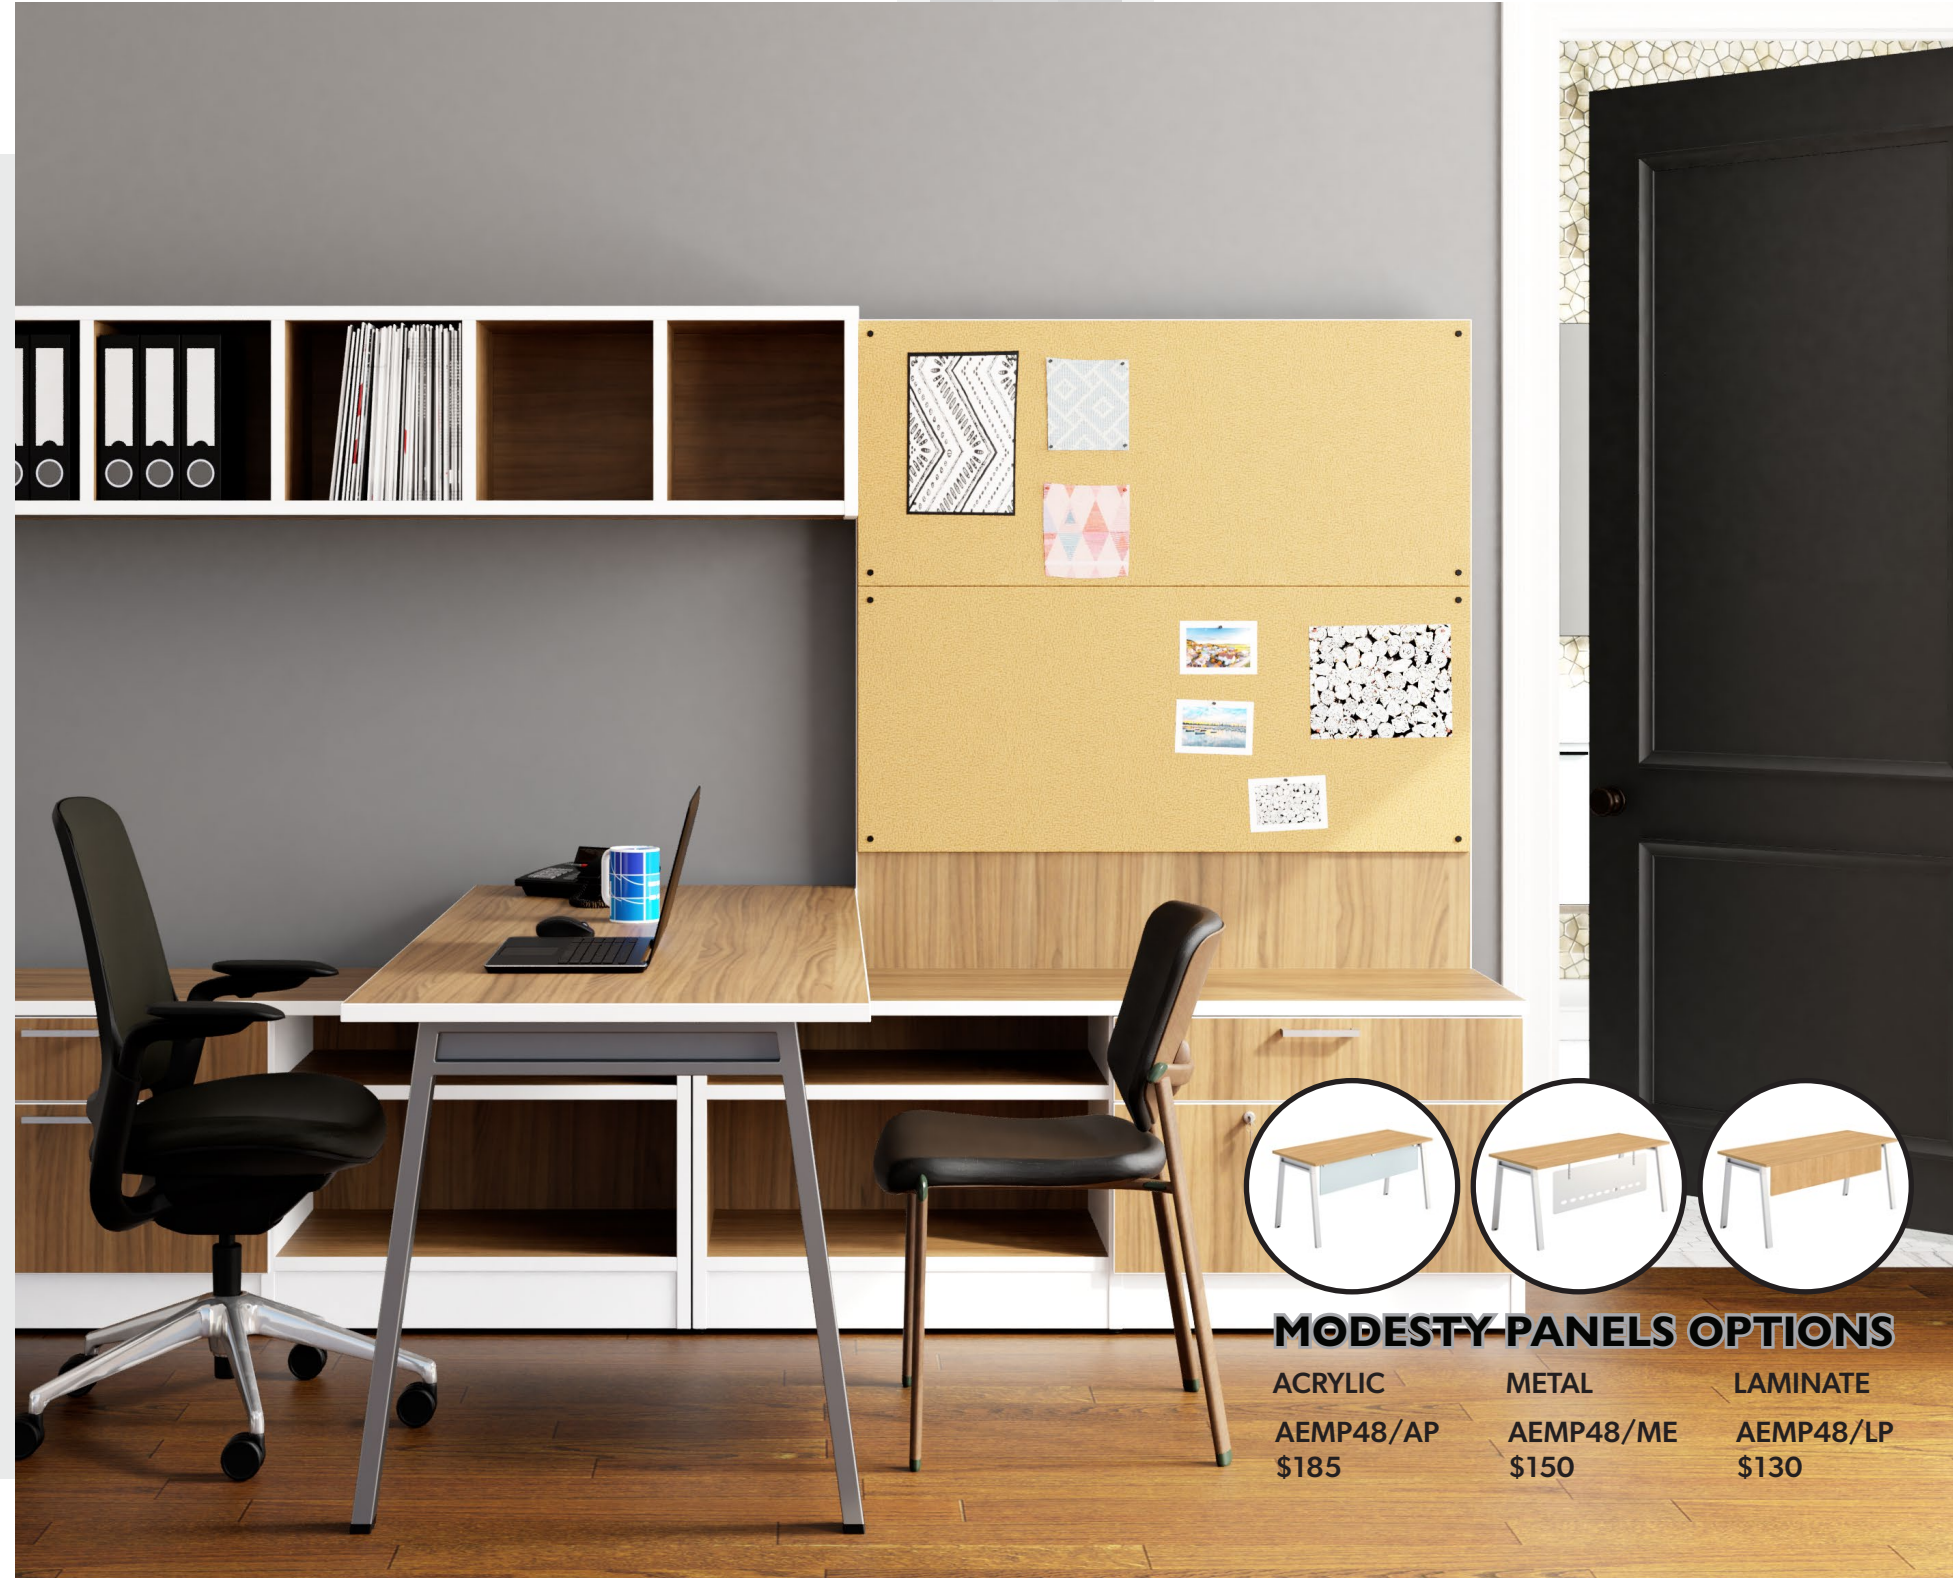 MODESTY PANELS OPTIONS
ACRYLIC METAL LAMINATE
AEMP48/AP AEMP48/ME AEMP48/LP
$185 $150 $130